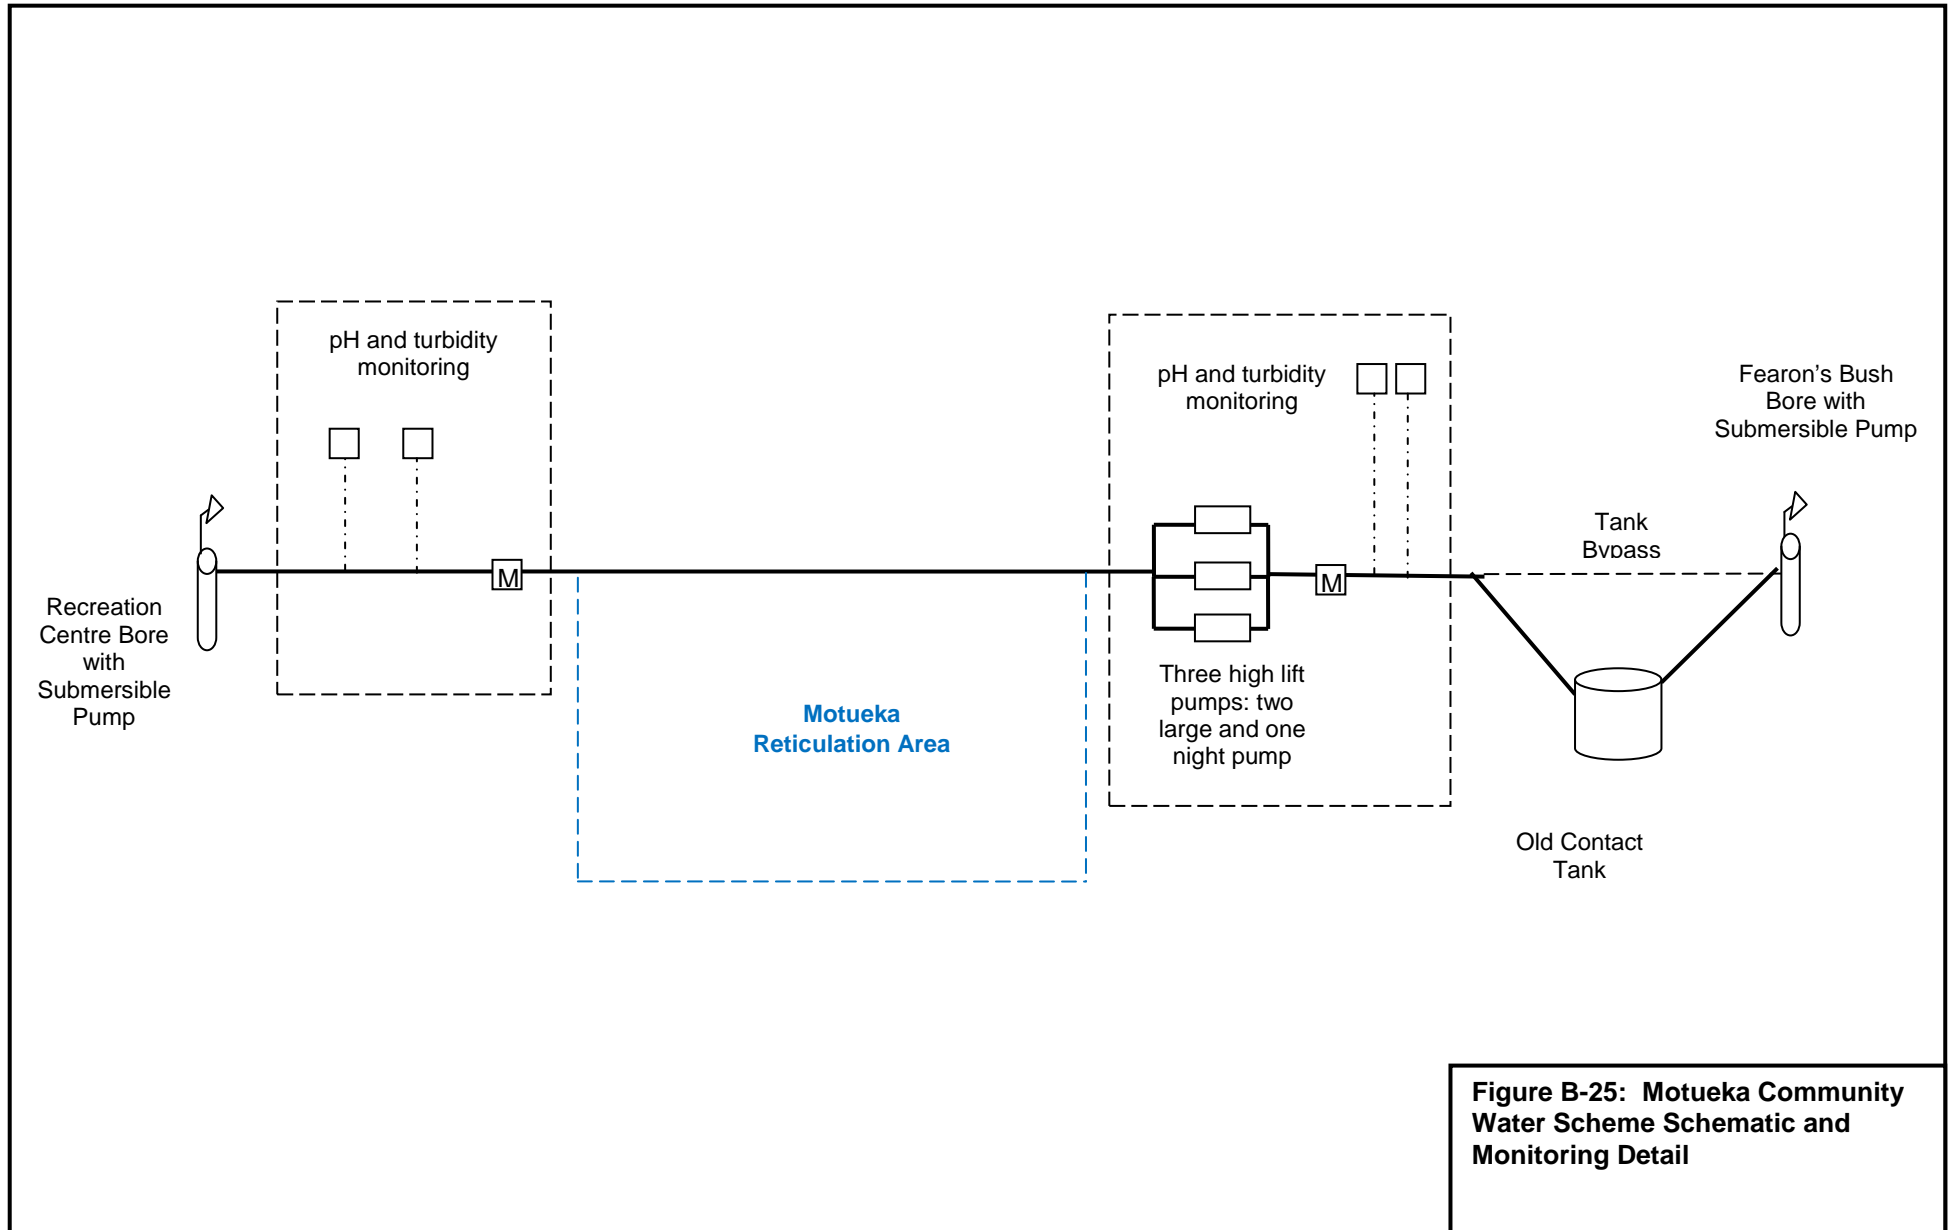 pH and turbidity
monitoring
M
Recreation
Centre Bore
with
Submersible
Pump
Motueka
Reticulation Area
pH and turbidity
monitoring
M
Three high lift
pumps: two
large and one
night pump
Tank
Bypass
Fearon's Bush
Bore with
Submersible Pump
Old Contact
Tank
Figure B-25:  Motueka Community
Water Scheme Schematic and
Monitoring Detail